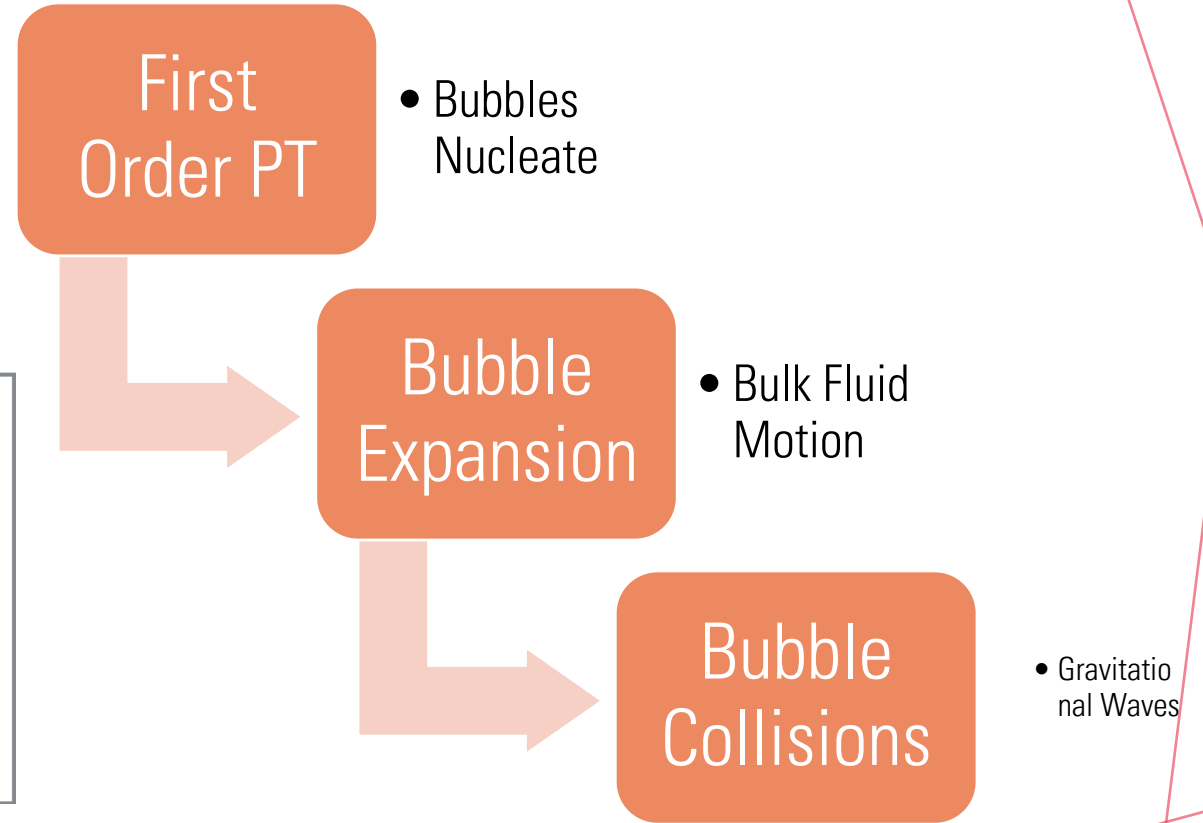 First
Order PT
• Bubbles
Nucleate
Bubble
Expansion
• Bulk Fluid
Motion
Bubble
Collisions
• Gravitatio
nal Waves